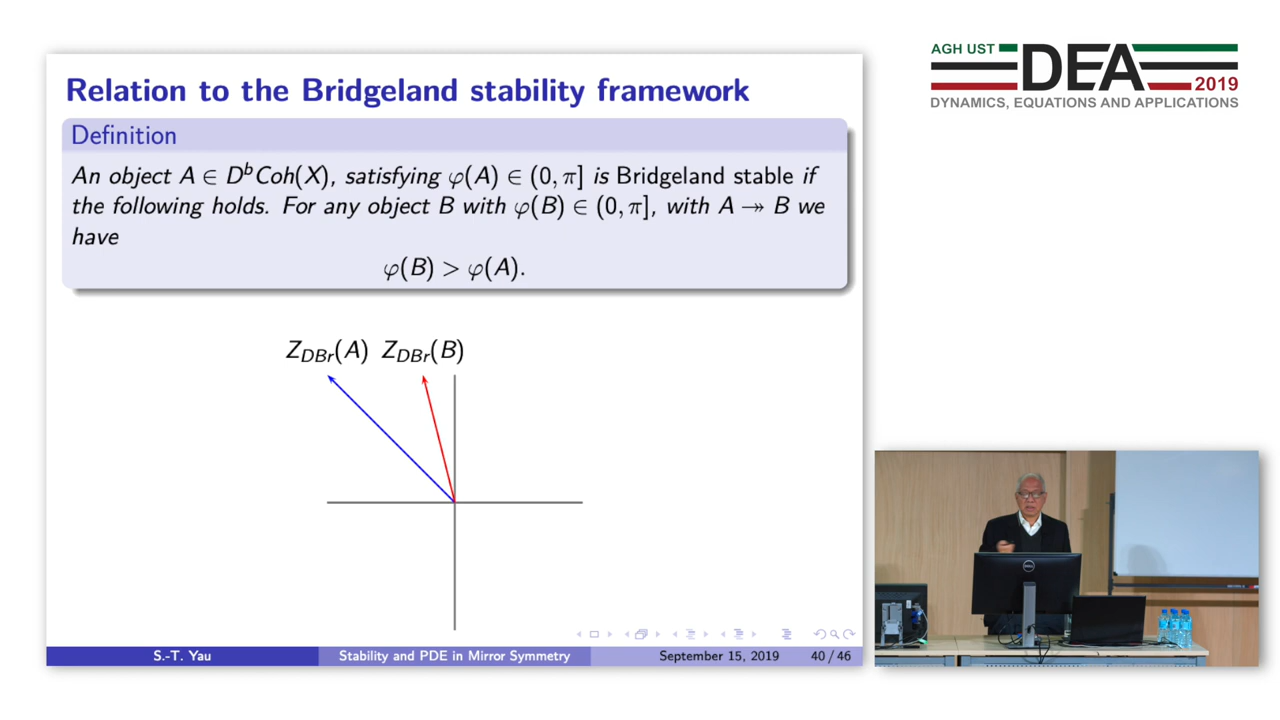 AGH UST
DEA
2019
DYNAMICS, EQUATIONS AND APPLICATIONS
Relation to the Bridgeland stability framework
Definition
An object A ∈ DᵇCoh(X), satisfying φ(A) ∈ (0, π] is Bridgeland stable if
the following holds. For any object B with φ(B) ∈ (0, π], with A ↠ B we
have
φ(B) > φ(A).
Z_DBr(A) Z_DBr(B)
S.-T. Yau Stability and PDE in Mirror Symmetry September 15, 2019 40 / 46
DELL